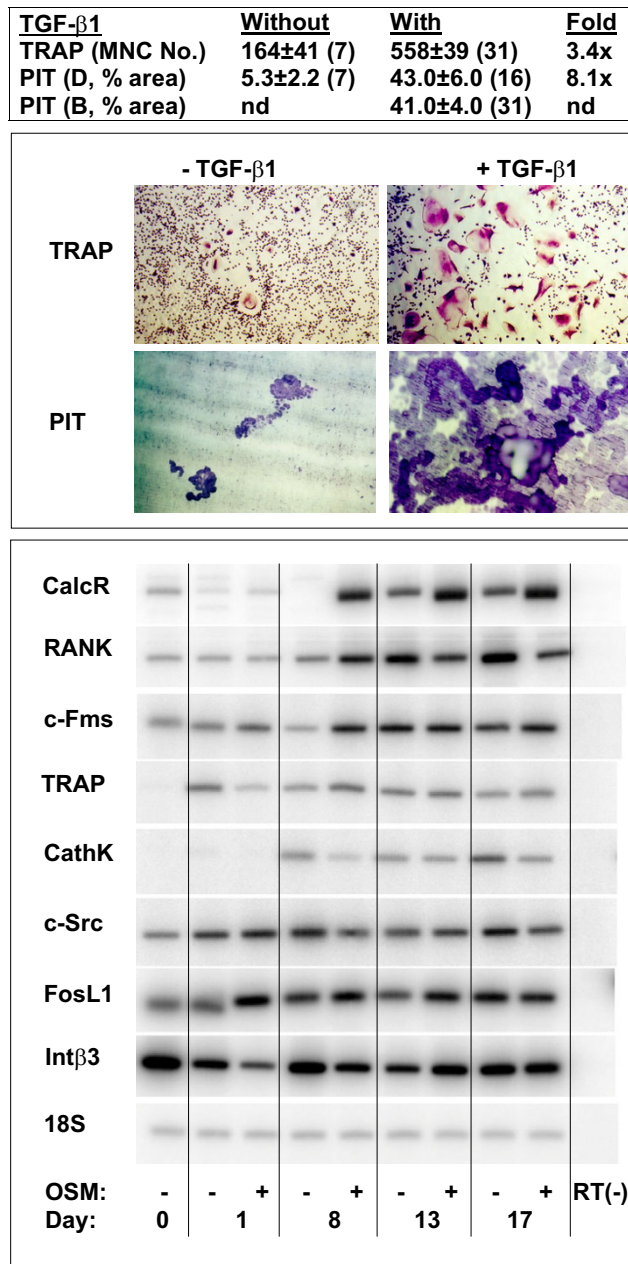 TGF-β1 Without With Fold
TRAP (MNC No.) 164±41 (7) 558±39 (31) 3.4x
PIT (D, % area) 5.3±2.2 (7) 43.0±6.0 (16) 8.1x
PIT (B, % area) nd 41.0±4.0 (31) nd
- TGF-β1 + TGF-β1
TRAP
PIT
CalcR
RANK
c-Fms
TRAP
CathK
c-Src
FosL1
Intβ3
18S
OSM: - - + - + - + - + RT(-)
Day: 0 1 8 13 17